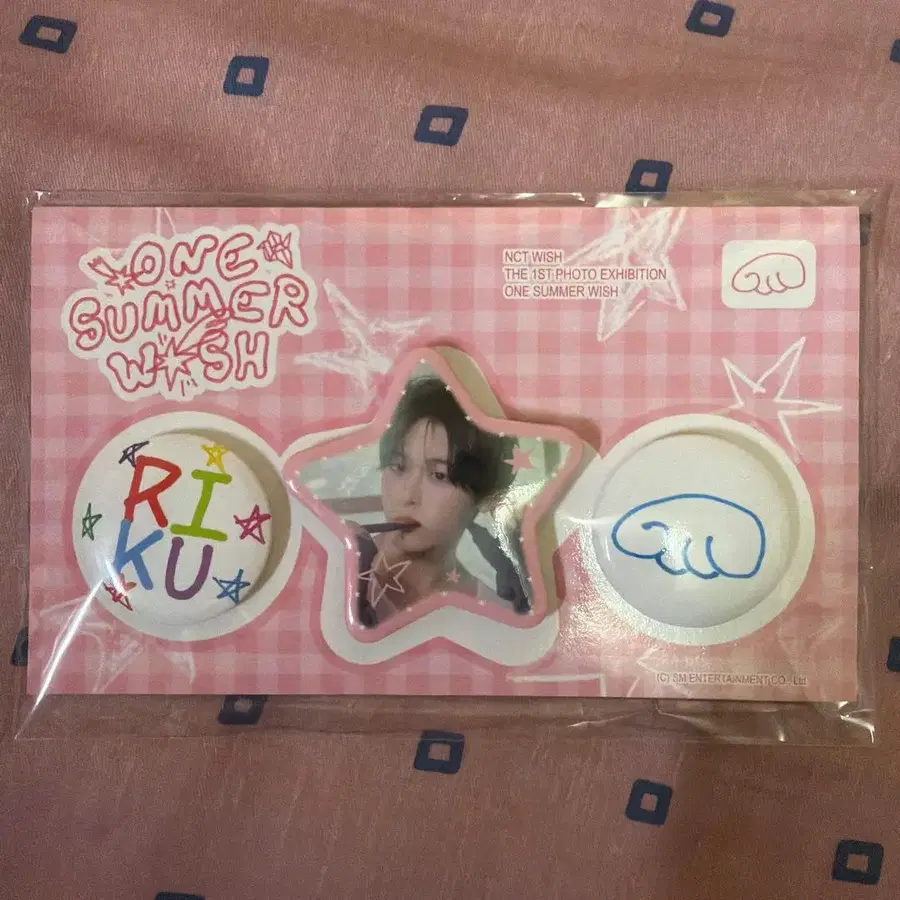 ONE
SUMMER
WISH
NCT WISH
THE 1ST PHOTO EXHIBITION
ONE SUMMER WISH
RI
KU
(C) SM ENTERTAINMENT CO., Ltd